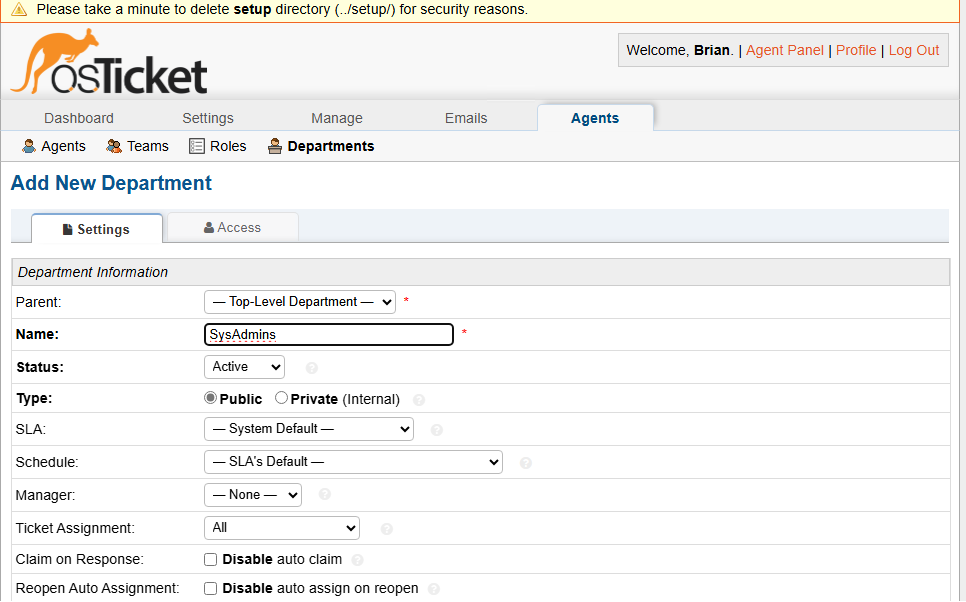 Please take a minute to delete setup directory (../setup/) for security reasons.
osTicket
Welcome, Brian. | Agent Panel | Profile | Log Out
Dashboard Settings Manage Emails Agents
Agents Teams Roles Departments
Add New Department
Settings Access
Department Information
Parent: — Top-Level Department — *
Name: SysAdmins *
Status: Active ?
Type: Public Private (Internal) ?
SLA: — System Default — ?
Schedule: — SLA's Default — ?
Manager: — None — ?
Ticket Assignment: All ?
Claim on Response: Disable auto claim ?
Reopen Auto Assignment: Disable auto assign on reopen ?